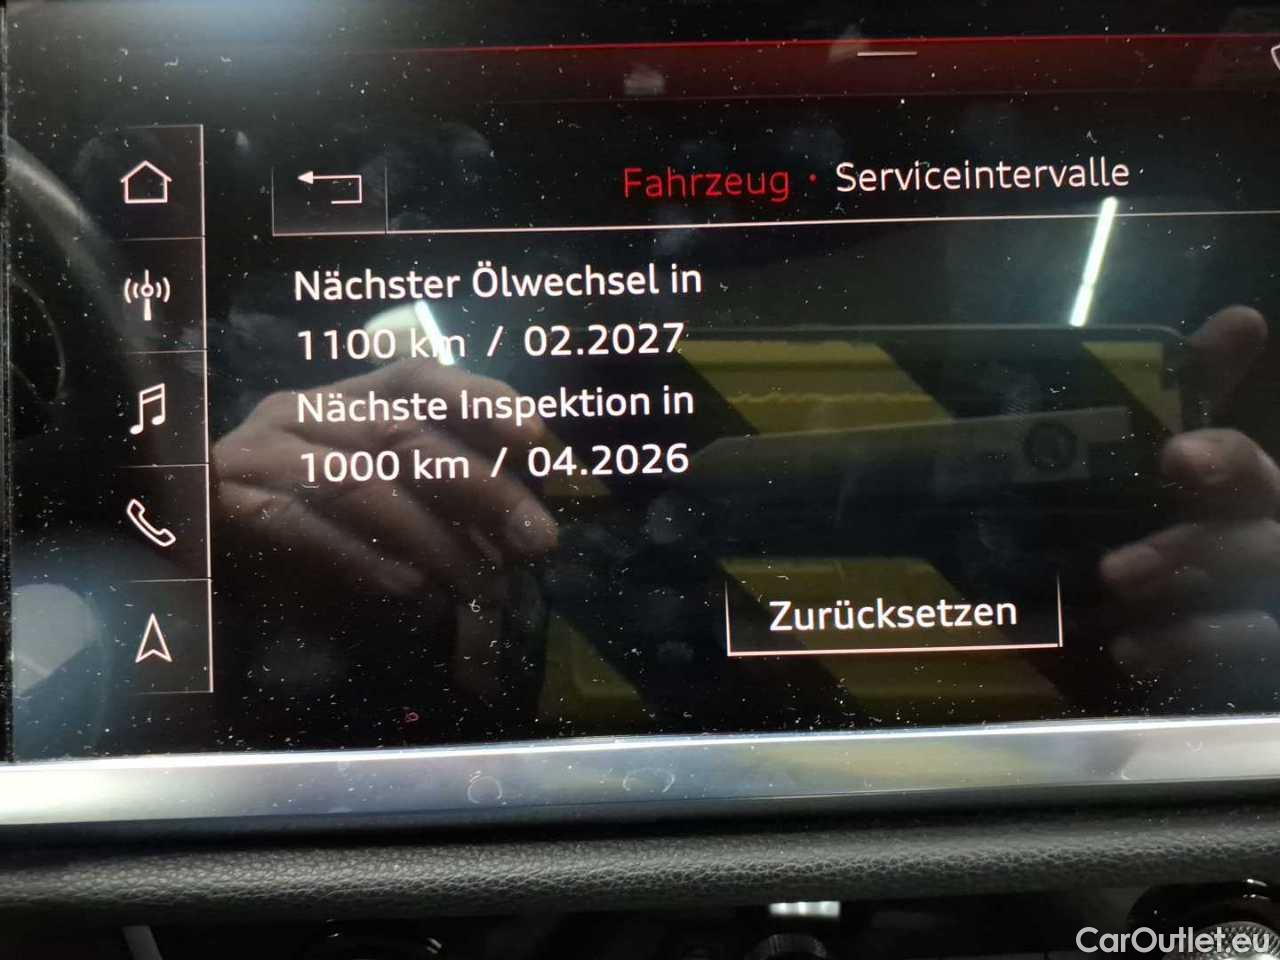 Fahrzeug · Serviceintervalle
Nächster Ölwechsel in
1100 km / 02.2027
Nächste Inspektion in
1000 km / 04.2026
Zurücksetzen
CarOutlet.eu